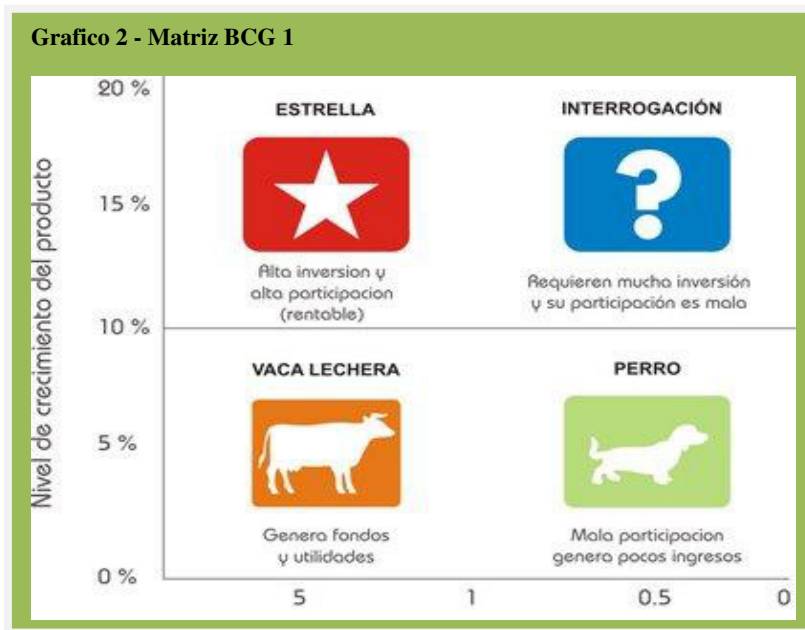 Grafico 2 - Matriz BCG 1
Nivel de crecimiento del producto
20 %
ESTRELLA
INTERROGACIÓN
?
15 %
Alta inversion y
alta participacion
(rentable)
Requieren mucha inversión
y su participación es mala
10 %
VACA LECHERA
PERRO
5 %
Genera fondos
y utilidades
Mala participacion
genera pocos ingresos
0 %
5
1
0.5
0